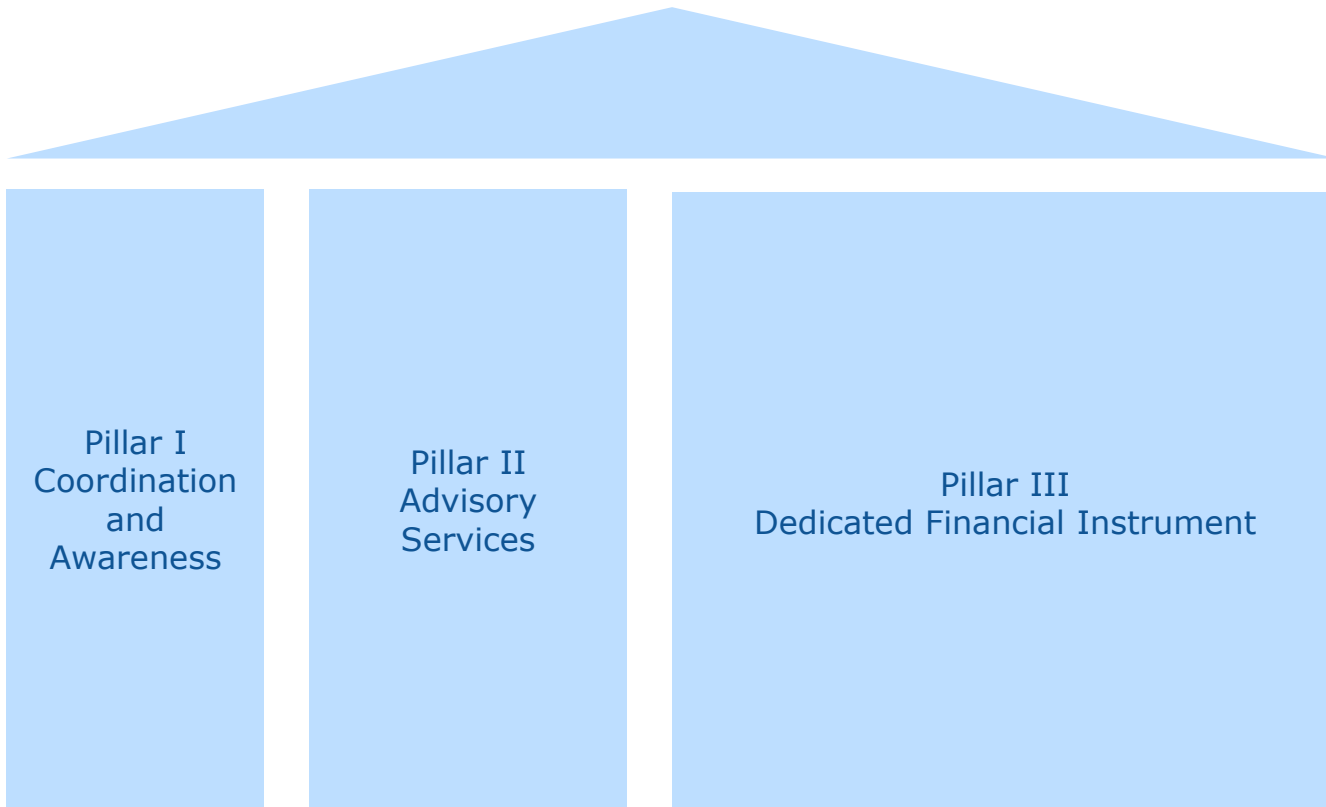 Pillar I
Coordination
and
Awareness
Pillar II
Advisory
Services
Pillar III
Dedicated Financial Instrument